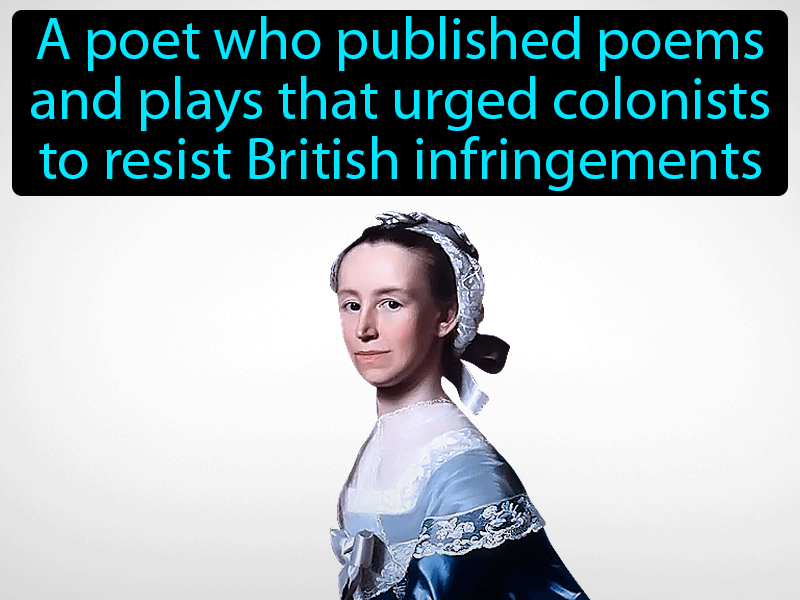 A poet who published poems
and plays that urged colonists
to resist British infringements